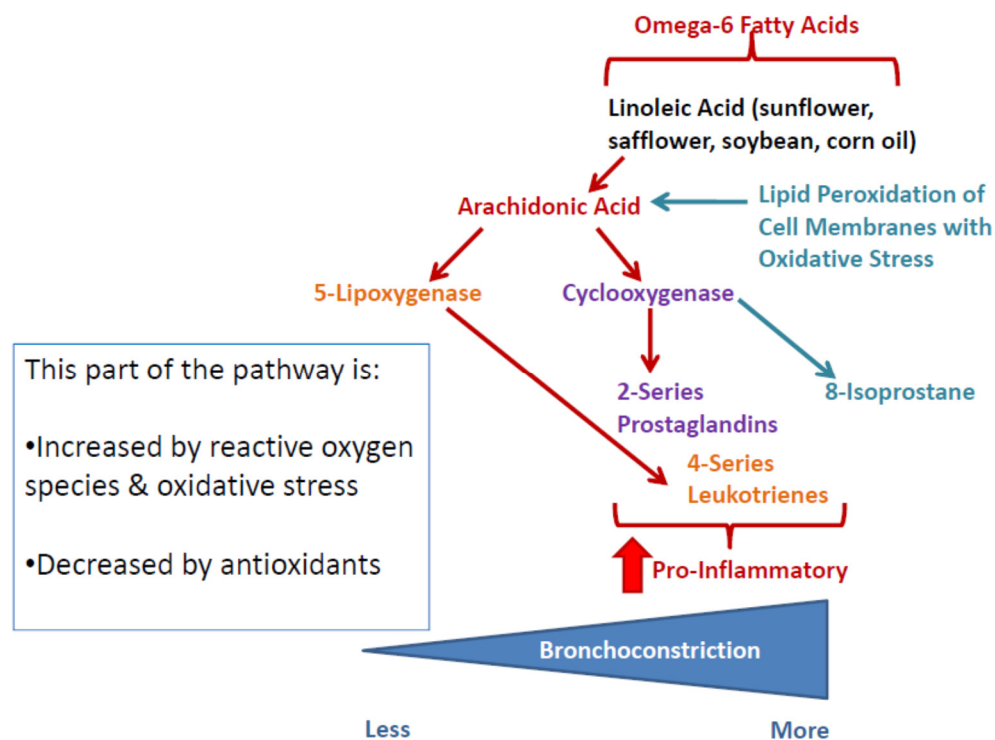 Omega-6 Fatty Acids
Linoleic Acid (sunflower,
safflower, soybean, corn oil)
Arachidonic Acid
Lipid Peroxidation of
Cell Membranes with
Oxidative Stress
5-Lipoxygenase
Cyclooxygenase
This part of the pathway is:
•Increased by reactive oxygen
species & oxidative stress
•Decreased by antioxidants
2-Series
Prostaglandins
8-Isoprostane
4-Series
Leukotrienes
Pro-Inflammatory
Bronchoconstriction
Less
More